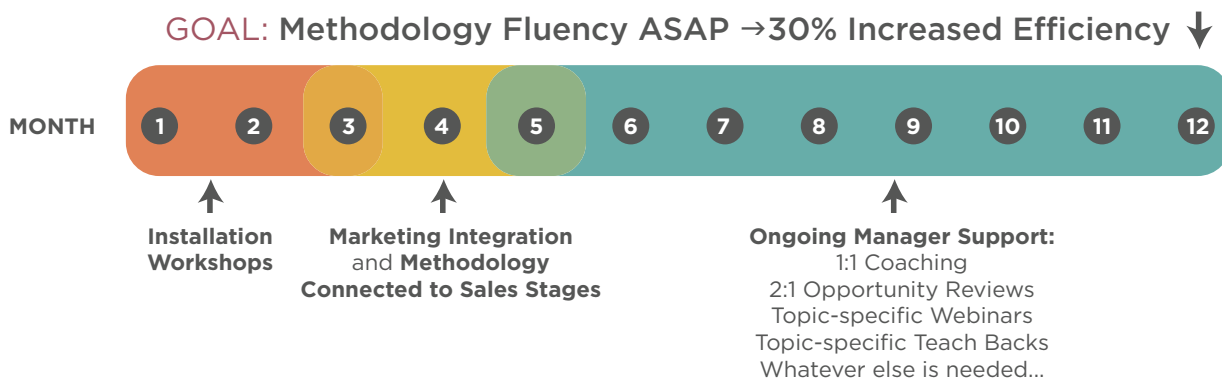 GOAL: Methodology Fluency ASAP →30% Increased Efficiency
MONTH 1 2 3 4 5 6 7 8 9 10 11 12
Installation
Workshops
Marketing Integration
and Methodology
Connected to Sales Stages
Ongoing Manager Support:
1:1 Coaching
2:1 Opportunity Reviews
Topic-specific Webinars
Topic-specific Teach Backs
Whatever else is needed...